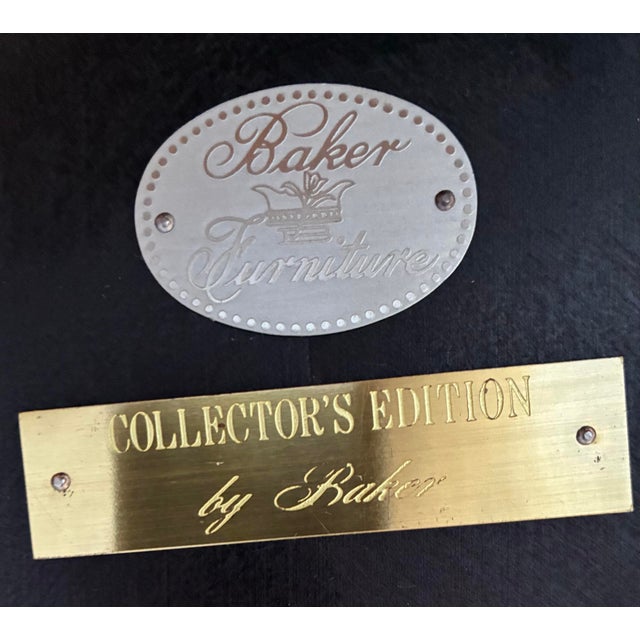 Baker
Furniture
COLLECTOR'S EDITION
by Baker